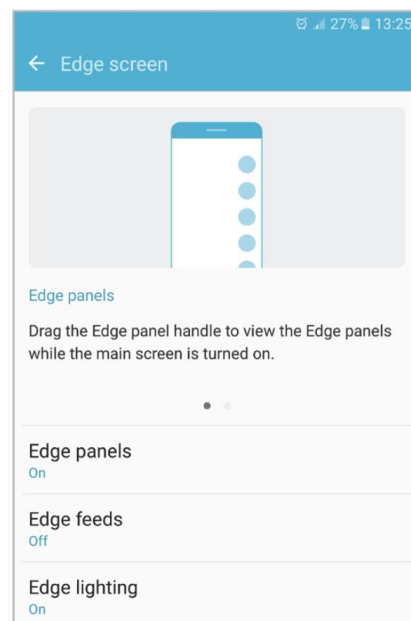 27% 13:25
Edge screen
Edge panels
Drag the Edge panel handle to view the Edge panels
while the main screen is turned on.
Edge panels
On
Edge feeds
Off
Edge lighting
On